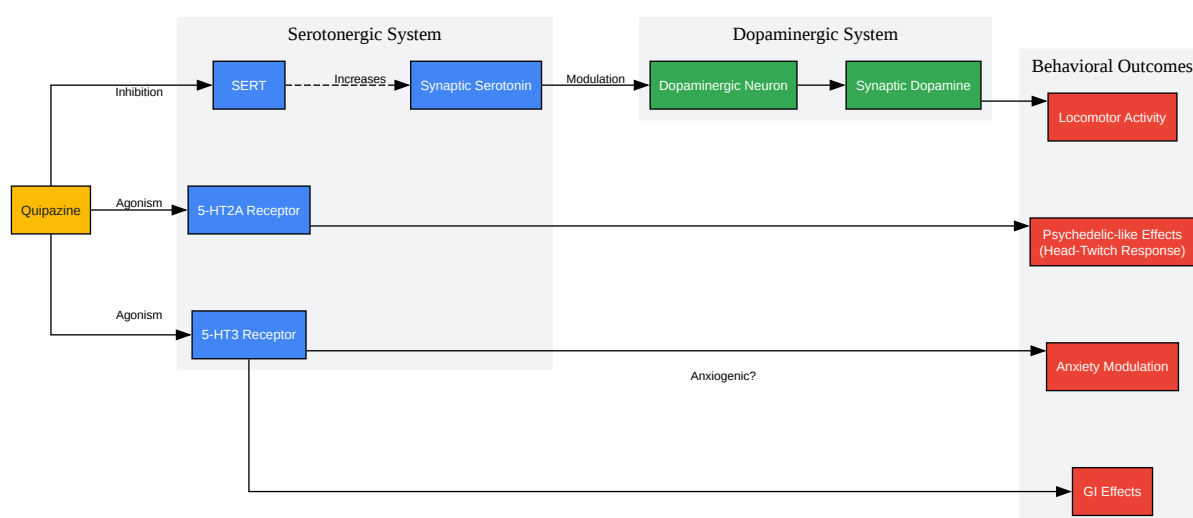 Serotonergic System
Dopaminergic System
Behavioral Outcomes
Inhibition
SERT
Increases
Synaptic Serotonin
Modulation
Dopaminergic Neuron
Synaptic Dopamine
Locomotor Activity
Quipazine
Agonism
5-HT2A Receptor
Psychedelic-like Effects
(Head-Twitch Response)
Agonism
5-HT3 Receptor
Anxiogenic?
Anxiety Modulation
GI Effects